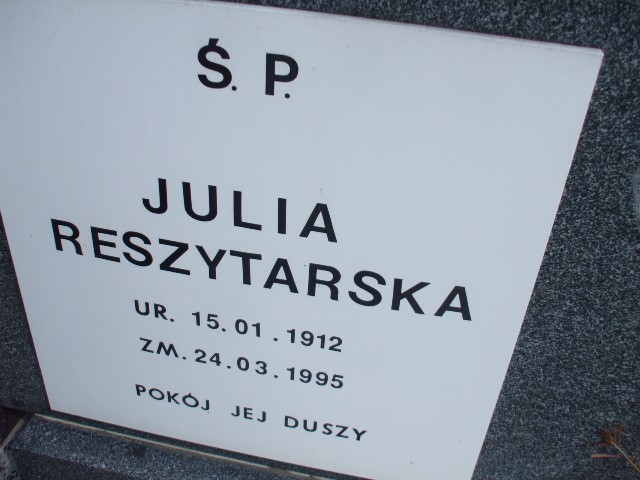 Ś. P.
JULIA
RESZYTARSKA
UR. 15.01.1912
ZM. 24.03.1995
POKÓJ JEJ DUSZY